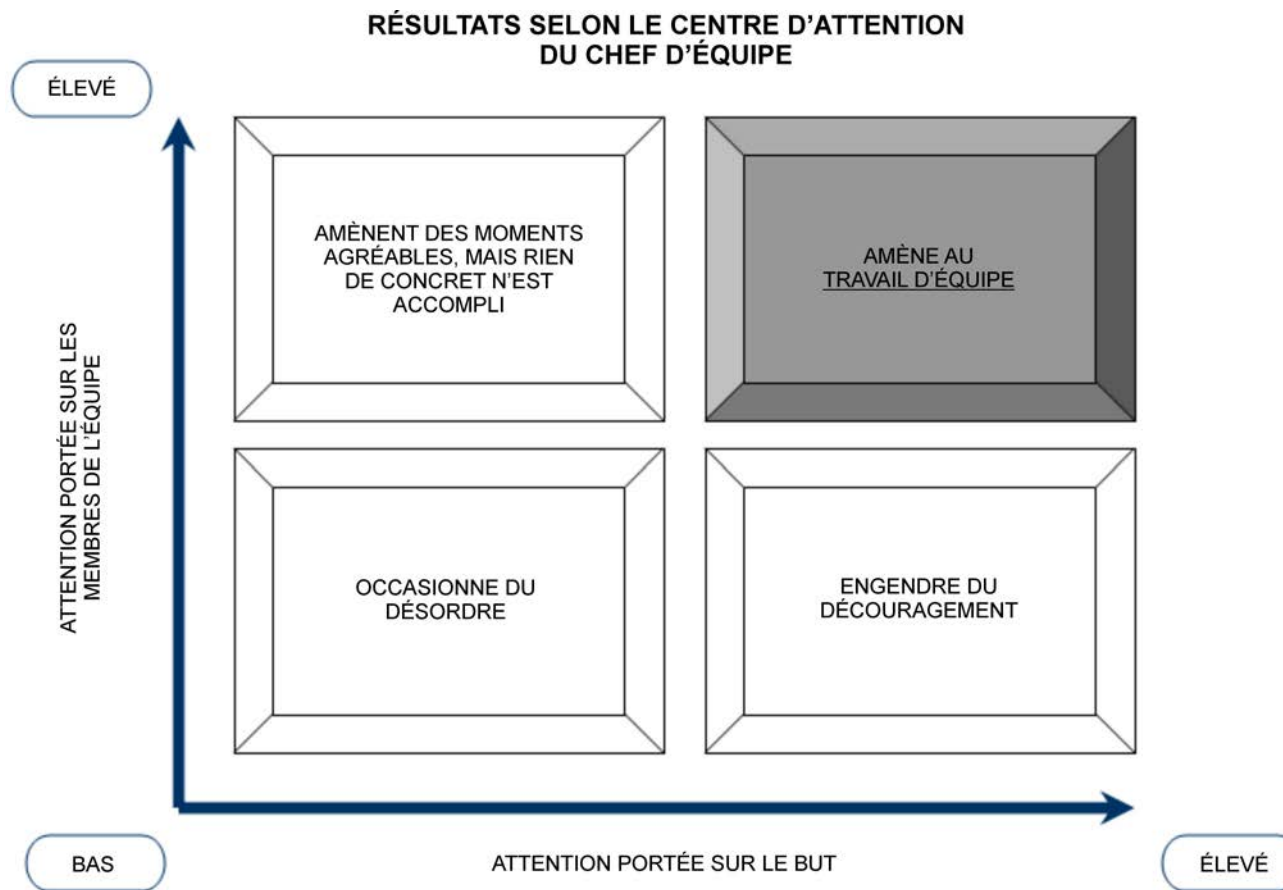 RÉSULTATS SELON LE CENTRE D’ATTENTION
DU CHEF D’ÉQUIPE
ÉLEVÉ
AMÈNENT DES MOMENTS
AGRÉABLES, MAIS RIEN
DE CONCRET N’EST
ACCOMPLI
AMÈNE AU
TRAVAIL D’ÉQUIPE
ATTENTION PORTÉE SUR LES
MEMBRES DE L’ÉQUIPE
OCCASIONNE DU
DÉSORDRE
ENGENDRE DU
DÉCOURAGEMENT
BAS
ATTENTION PORTÉE SUR LE BUT
ÉLEVÉ